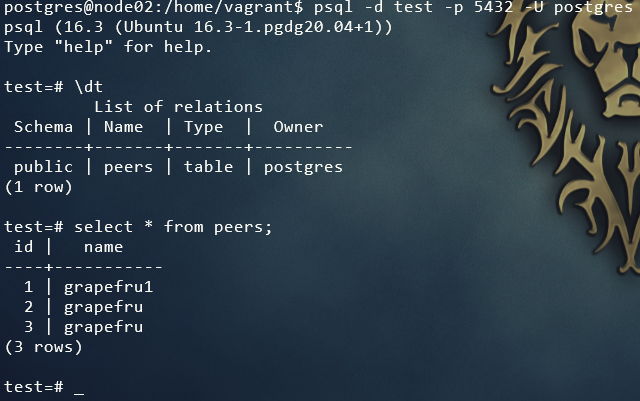 postgres@node02:/home/vagrant$ psql -d test -p 5432 -U postgres
psql (16.3 (Ubuntu 16.3-1.pgdg20.04+1))
Type "help" for help.
test=# \dt
List of relations
Schema | Name | Type | Owner
--------+-------+-------+----------
public | peers | table | postgres
(1 row)
test=# select * from peers;
id | name
----+-----------
1 | grapefru1
2 | grapefru
3 | grapefru
(3 rows)
test=# _